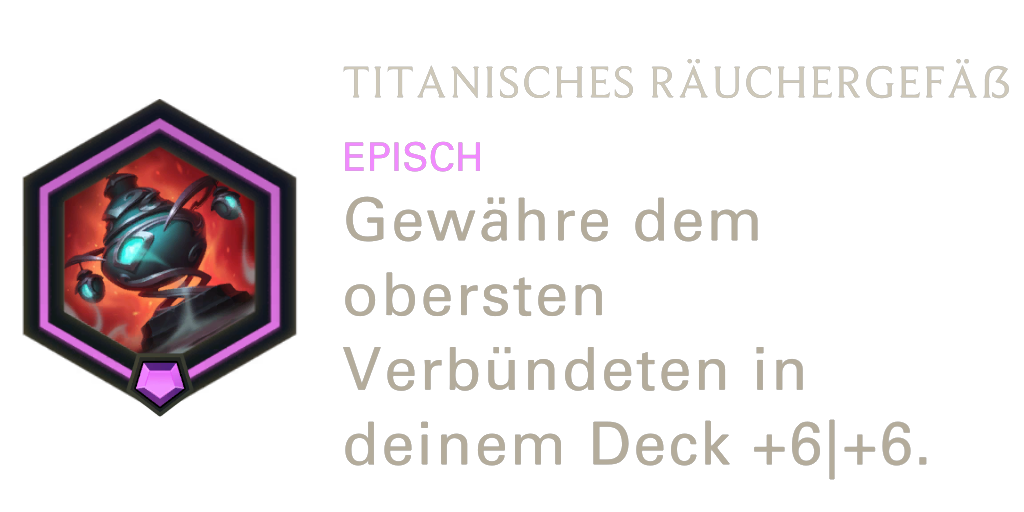 TITANISCHES RÄUCHERGEFÄß
EPISCH
Gewähre dem
obersten
Verbündeten in
deinem Deck +6|+6.